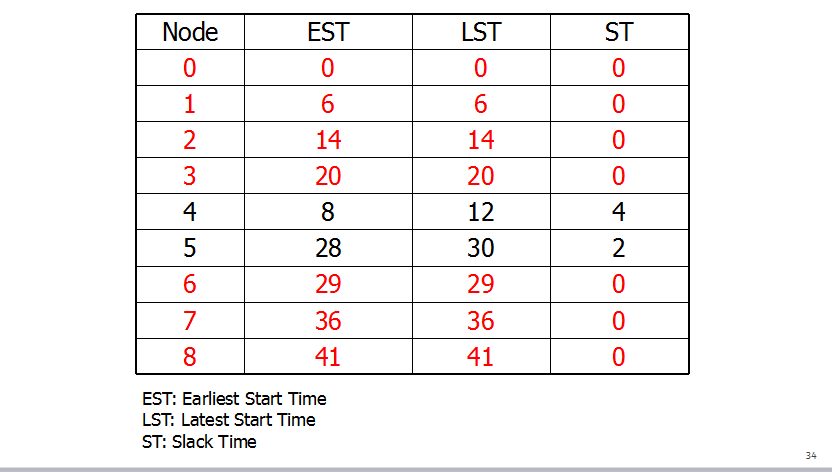 Node EST LST ST
0 0 0 0
1 6 6 0
2 14 14 0
3 20 20 0
4 8 12 4
5 28 30 2
6 29 29 0
7 36 36 0
8 41 41 0
EST: Earliest Start Time
LST: Latest Start Time
ST: Slack Time
34